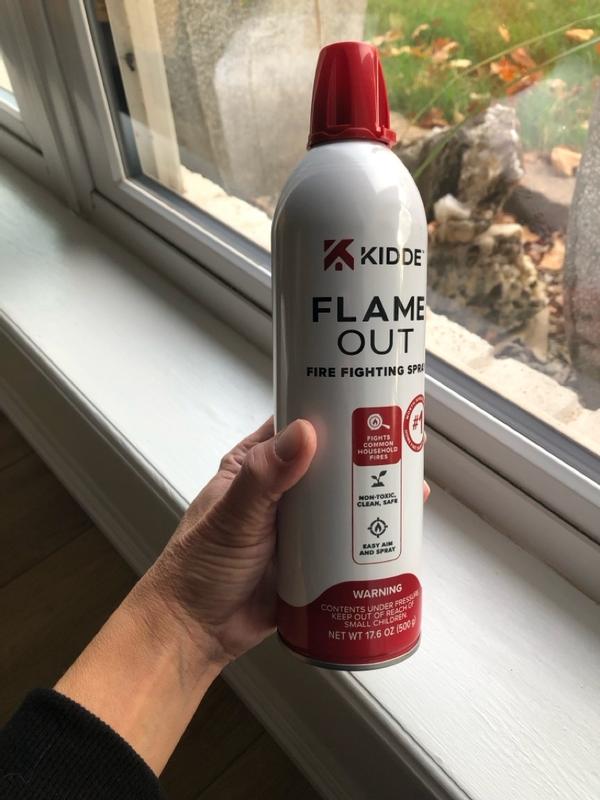 KIDDE
FLAME
OUT
FIRE FIGHTING SPRA
#1
FIGHTS
COMMON
HOUSEHOLD
FIRES
NON-TOXIC,
CLEAN, SAFE
EASY AIM
AND SPRAY
WARNING
CONTENTS UNDER PRESSURE.
KEEP OUT OF REACH OF
SMALL CHILDREN.
NET WT 17.6 OZ (500 g)